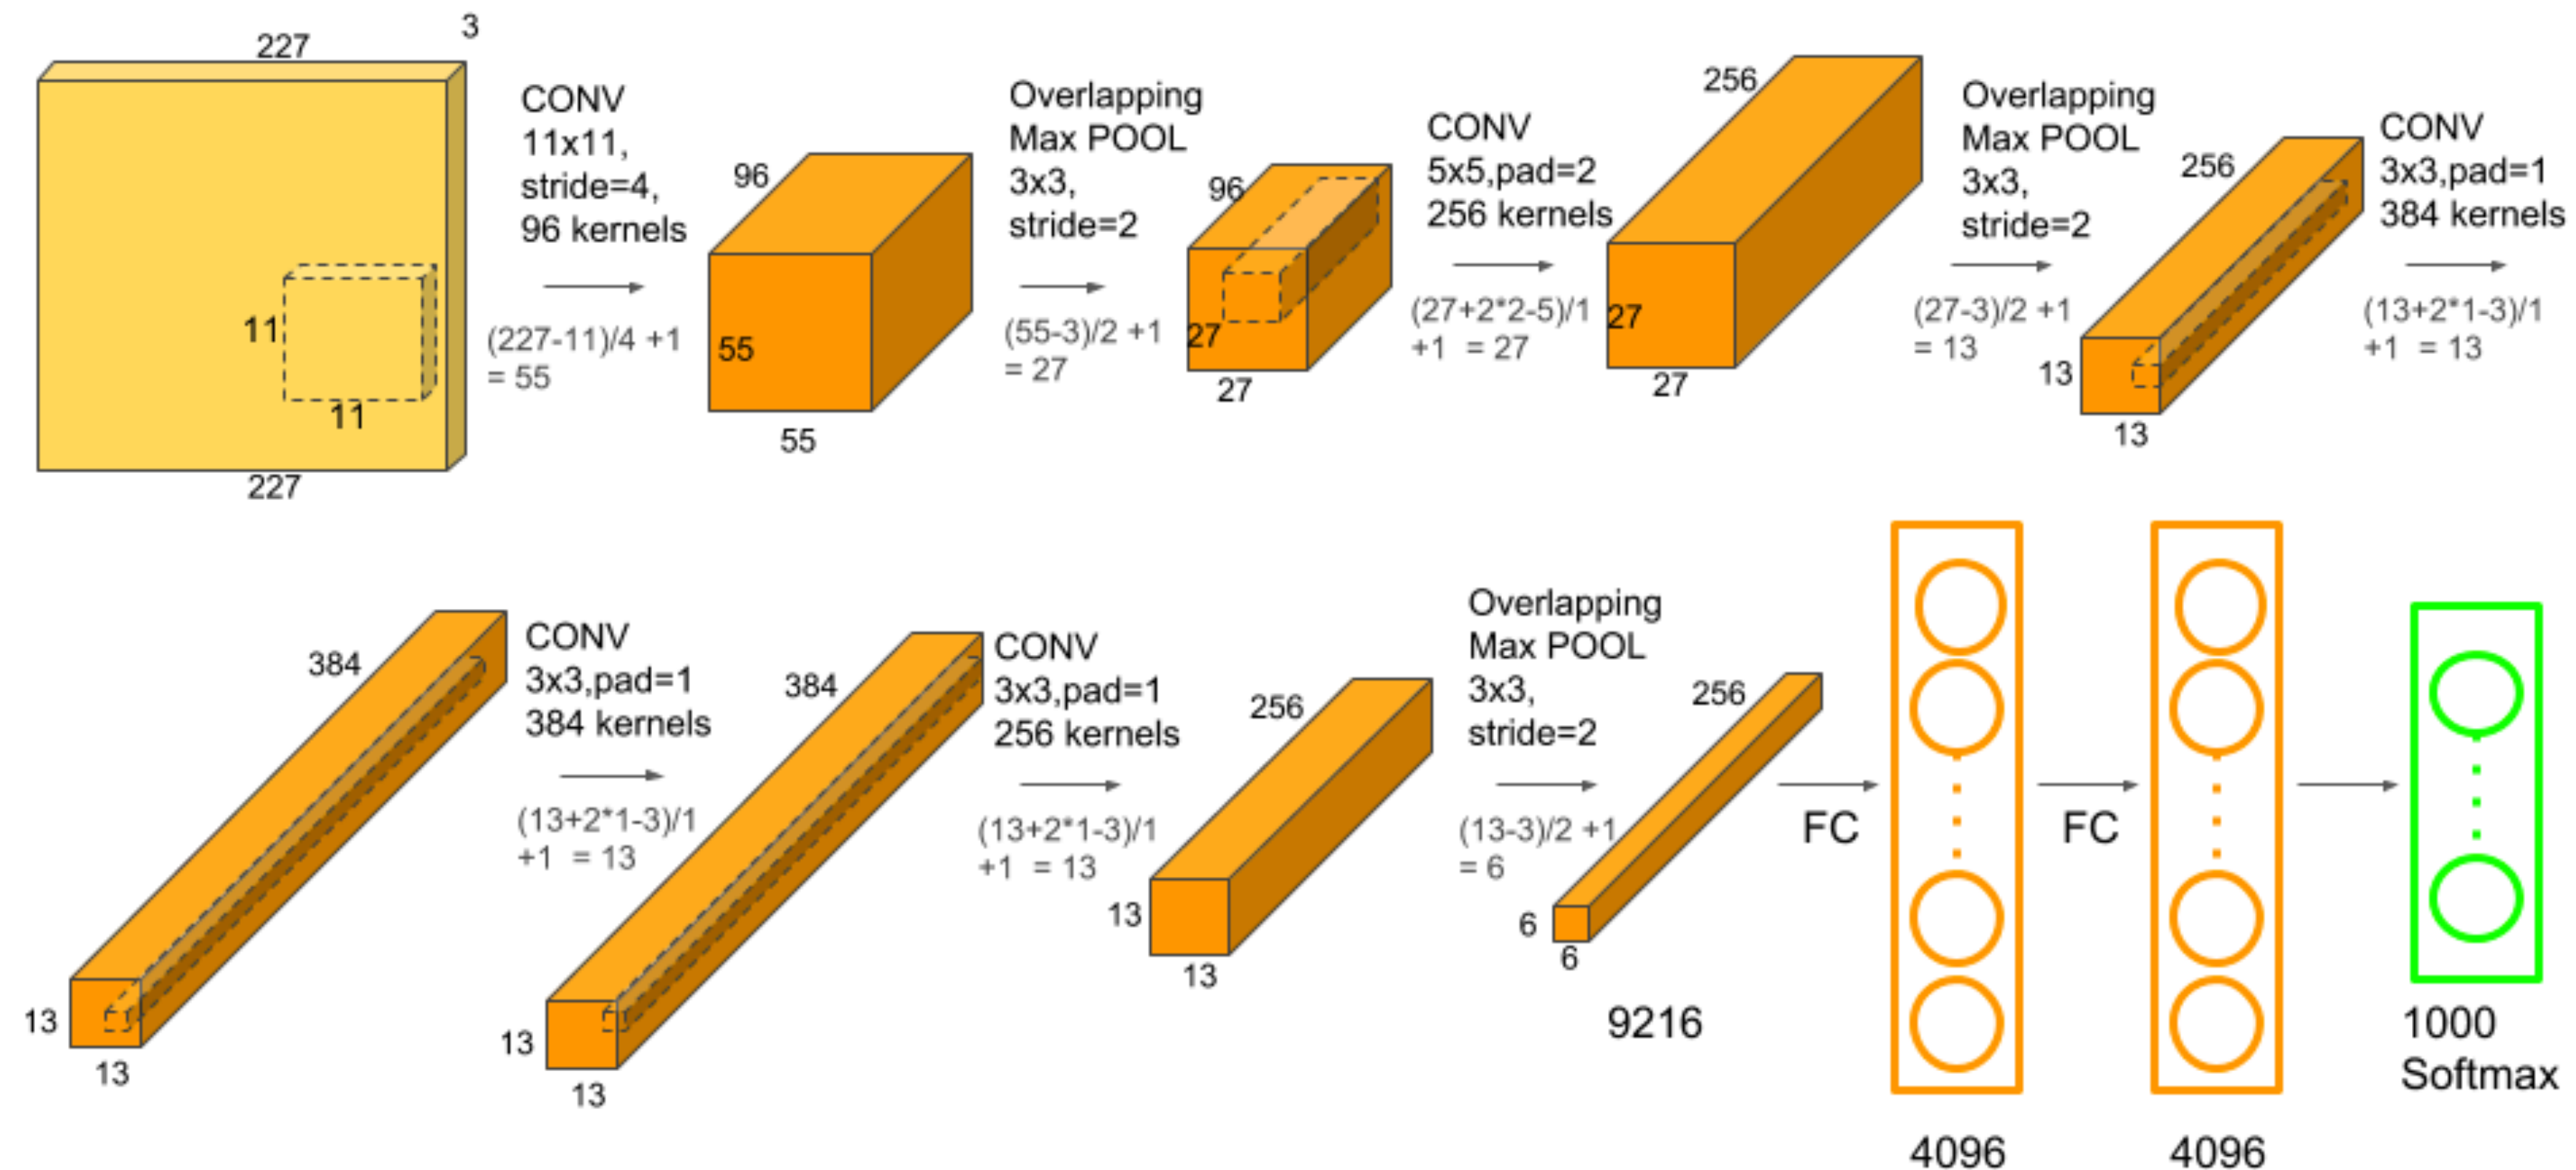 227
3
11
11
227
CONV
11x11,
stride=4,
96 kernels
(227-11)/4 +1
= 55
96
55
55
Overlapping
Max POOL
3x3,
stride=2
(55-3)/2 +1
= 27
96
27
27
CONV
5x5,pad=2
256 kernels
(27+2*2-5)/1
+1 = 27
256
27
27
Overlapping
Max POOL
3x3,
stride=2
(27-3)/2 +1
= 13
256
13
13
CONV
3x3,pad=1
384 kernels
(13+2*1-3)/1
+1 = 13
384
13
13
CONV
3x3,pad=1
384 kernels
(13+2*1-3)/1
+1 = 13
384
13
13
CONV
3x3,pad=1
256 kernels
(13+2*1-3)/1
+1 = 13
256
13
13
Overlapping
Max POOL
3x3,
stride=2
(13-3)/2 +1
= 6
256
6
6
9216
FC
4096
FC
4096
1000
Softmax